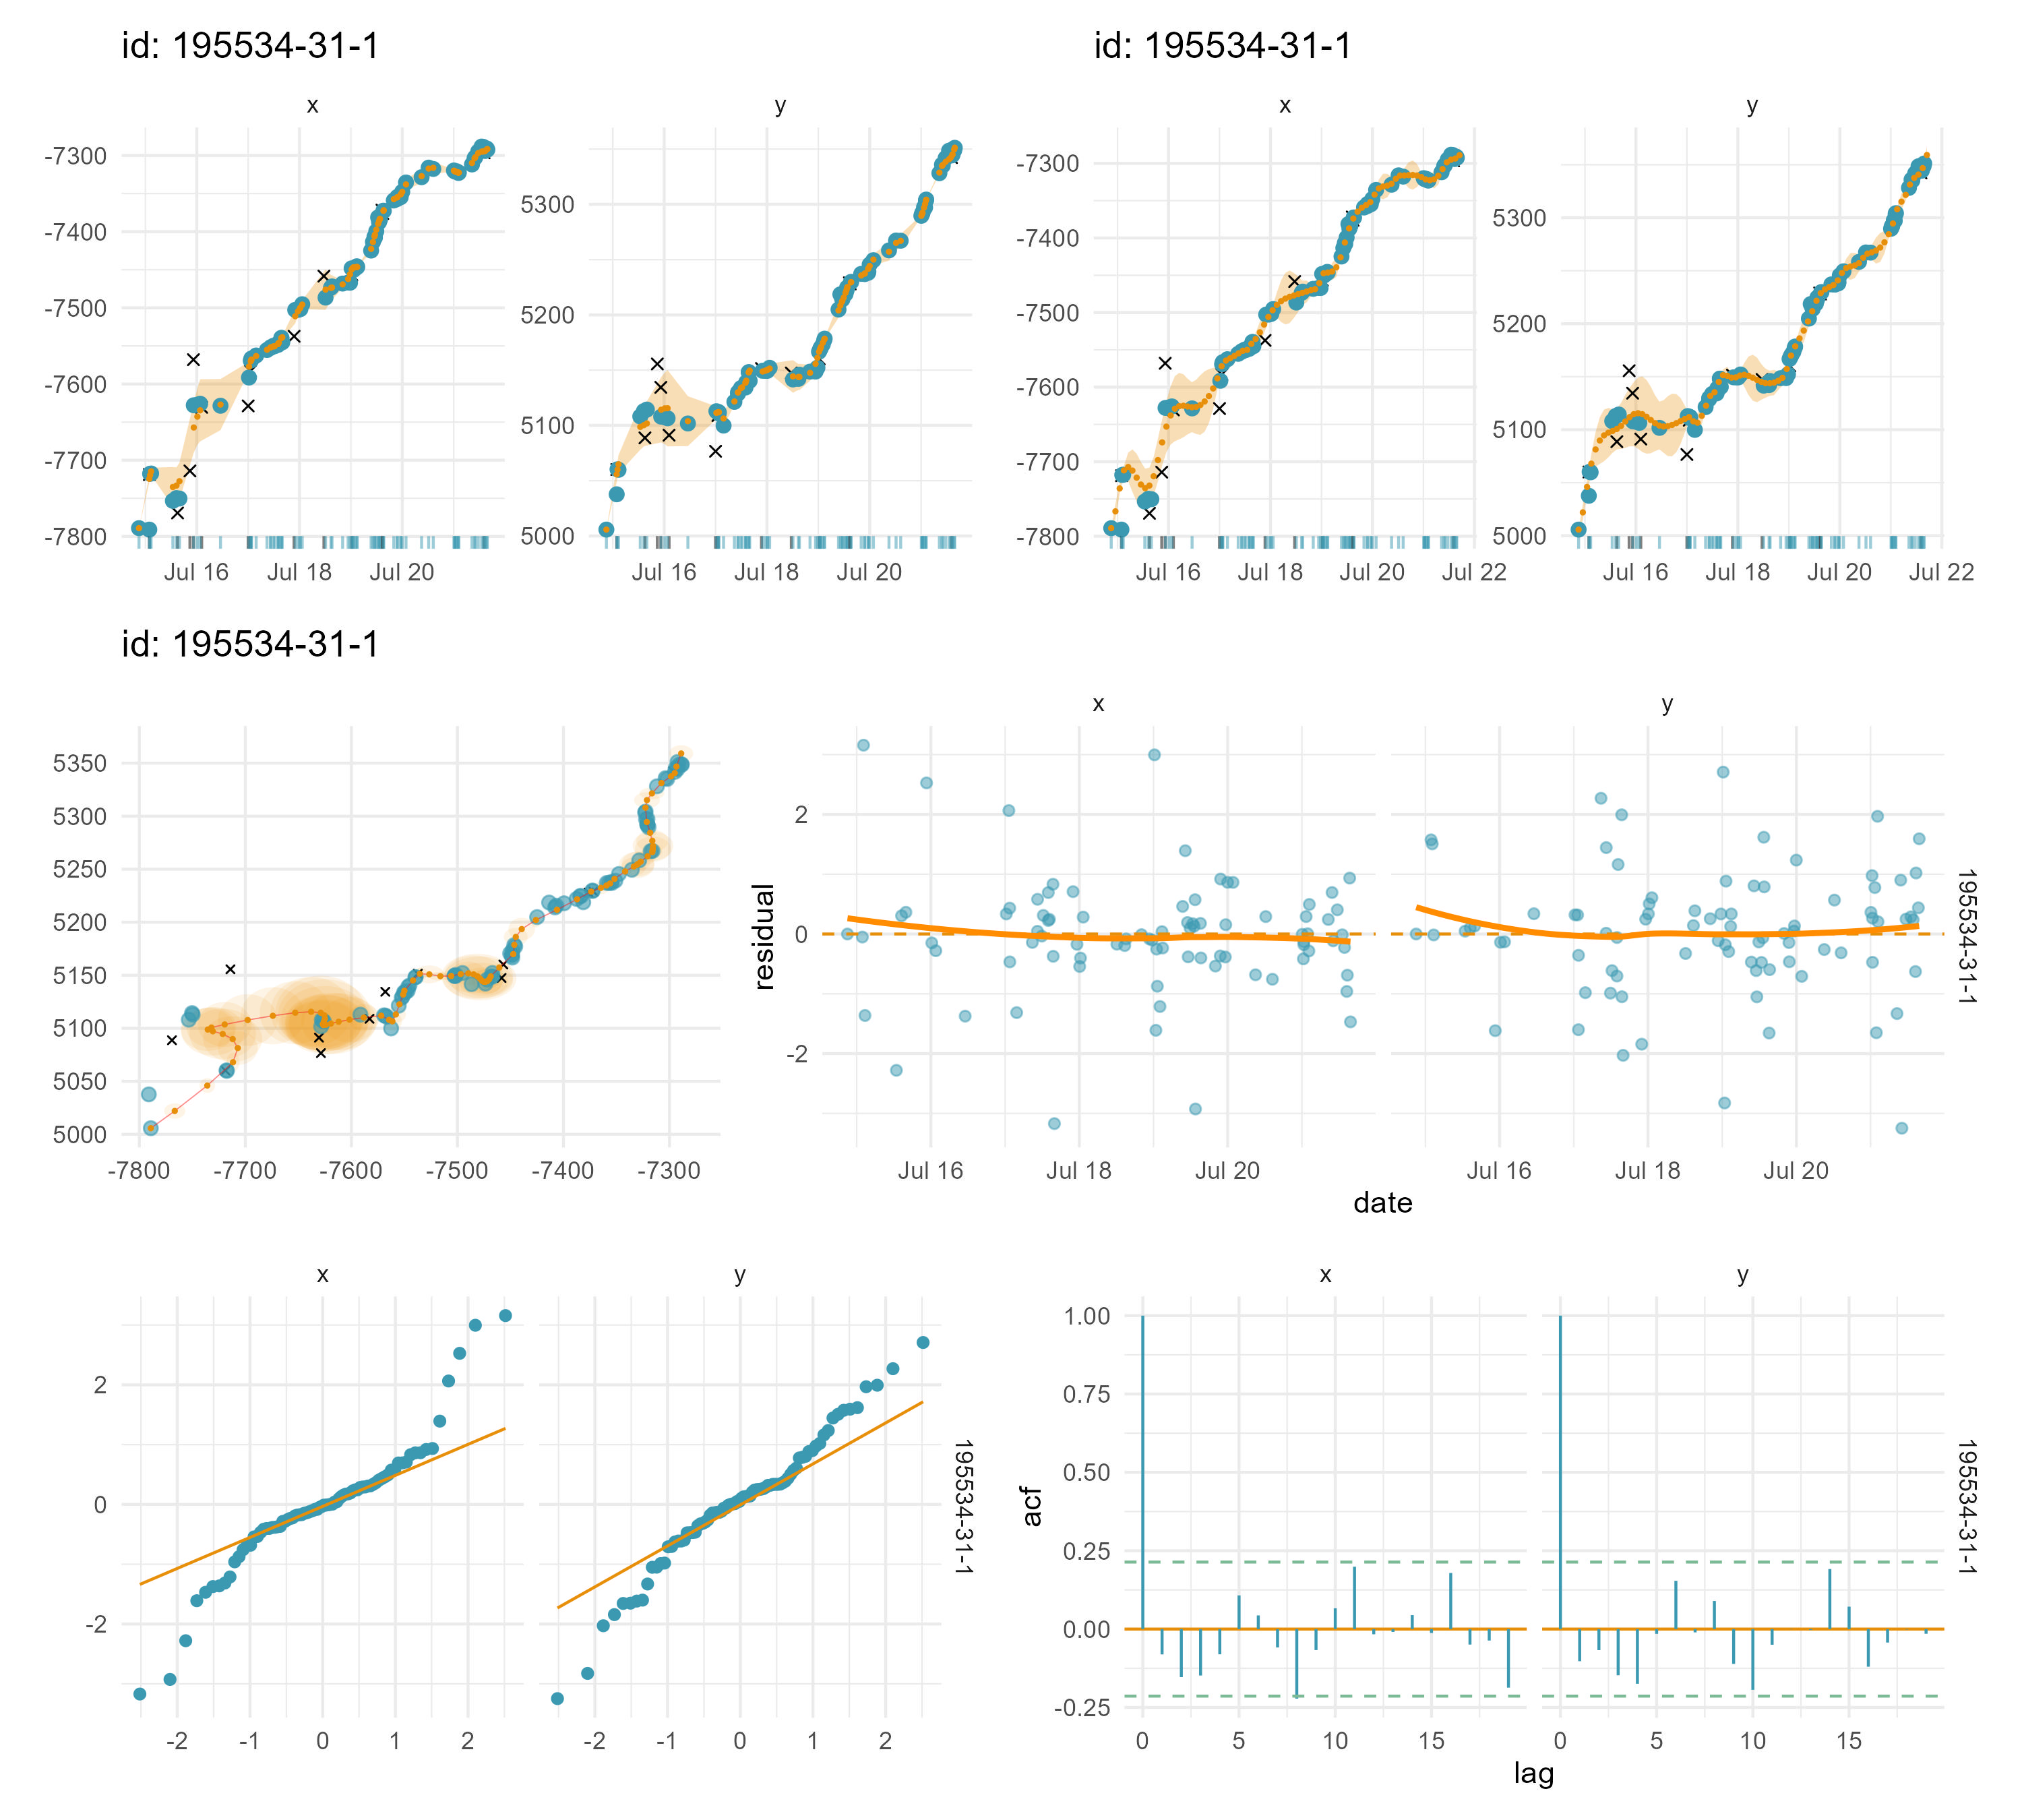 id: 195534-31-1
id: 195534-31-1
x
y
x
y
-7300
-7400
-7500
-7600
-7700
-7800
5300
5200
5100
5000
-7300
-7400
-7500
-7600
-7700
-7800
5300
5200
5100
5000
Jul 16 Jul 18 Jul 20
Jul 16 Jul 18 Jul 20
Jul 16 Jul 18 Jul 20 Jul 22
Jul 16 Jul 18 Jul 20 Jul 22
id: 195534-31-1
5350
5300
5250
5200
5150
5100
5050
5000
-7800 -7700 -7600 -7500 -7400 -7300
x
y
residual
2
0
-2
195534-31-1
Jul 16 Jul 18 Jul 20
Jul 16 Jul 18 Jul 20
date
x
y
2
0
-2
195534-31-1
-2 -1 0 1 2
-2 -1 0 1 2
x
y
acf
1.00
0.75
0.50
0.25
0.00
-0.25
195534-31-1
0 5 10 15
0 5 10 15
lag